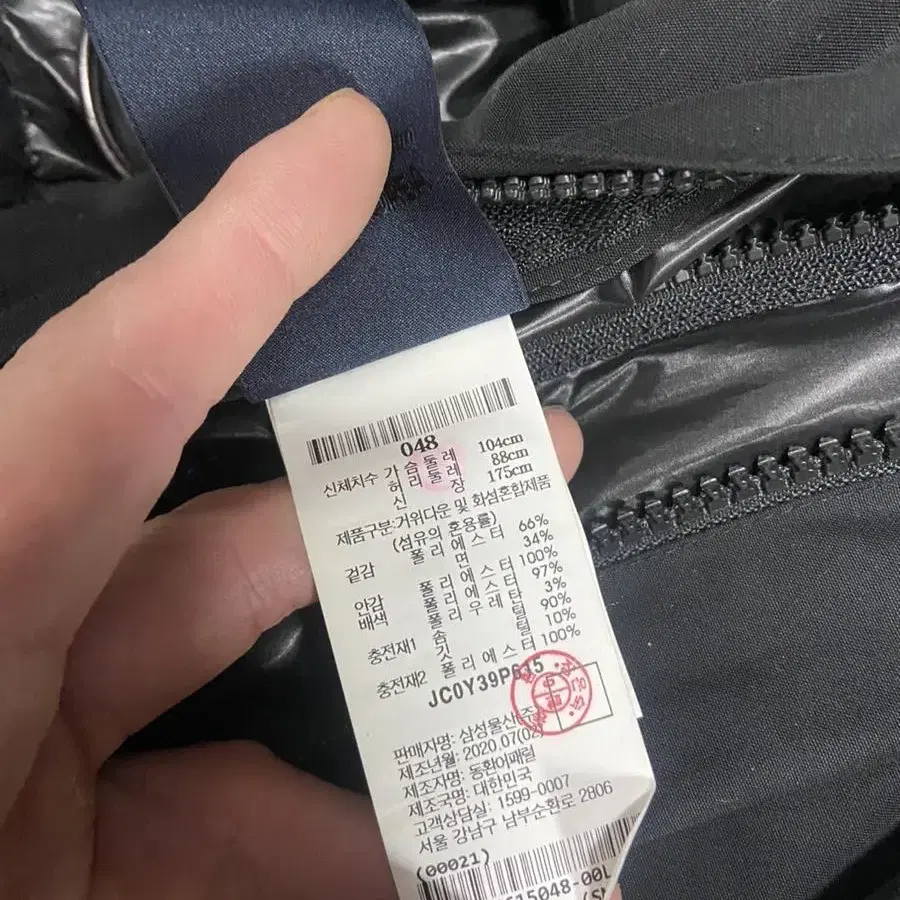 048
신체치수 가슴둘레 104cm
허리둘레 88cm
신장 175cm
제품구분:거위다운 및 화섬혼합제품
(섬유의 혼용률)
겉감 폴리에스터 66%
면 34%
안감 폴리에스터 100%
배색 폴리에스터 97%
폴리우레탄 3%
충전재1 솜털 90%
깃털 10%
충전재2 폴리에스터 100%
JC0Y39P615
판매자명: 삼성물산(주)
제조년월: 2020.07(02)
제조자명: 동환어패럴
제조국명: 대한민국
고객상담실: 1599-0007
서울 강남구 남부순환로 2806
(00021)
515048-00L